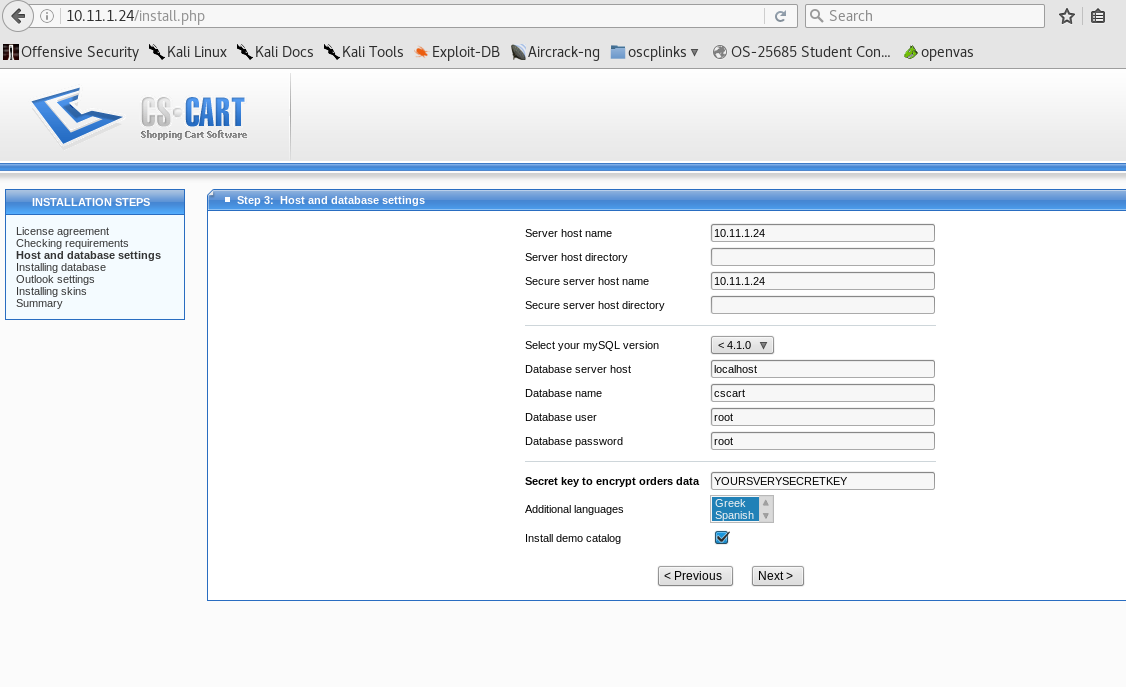 10.11.1.24/install.php
Search
Offensive Security Kali Linux Kali Docs Kali Tools Exploit-DB Aircrack-ng oscplinks OS-25685 Student Con... openvas
CS-CART
Shopping Cart Software
INSTALLATION STEPS
License agreement
Checking requirements
Host and database settings
Installing database
Outlook settings
Installing skins
Summary
Step 3: Host and database settings
Server host name 10.11.1.24
Server host directory
Secure server host name 10.11.1.24
Secure server host directory
Select your mySQL version < 4.1.0
Database server host localhost
Database name cscart
Database user root
Database password root
Secret key to encrypt orders data YOURSVERYSECRETKEY
Additional languages Greek
Spanish
Install demo catalog
< Previous Next >